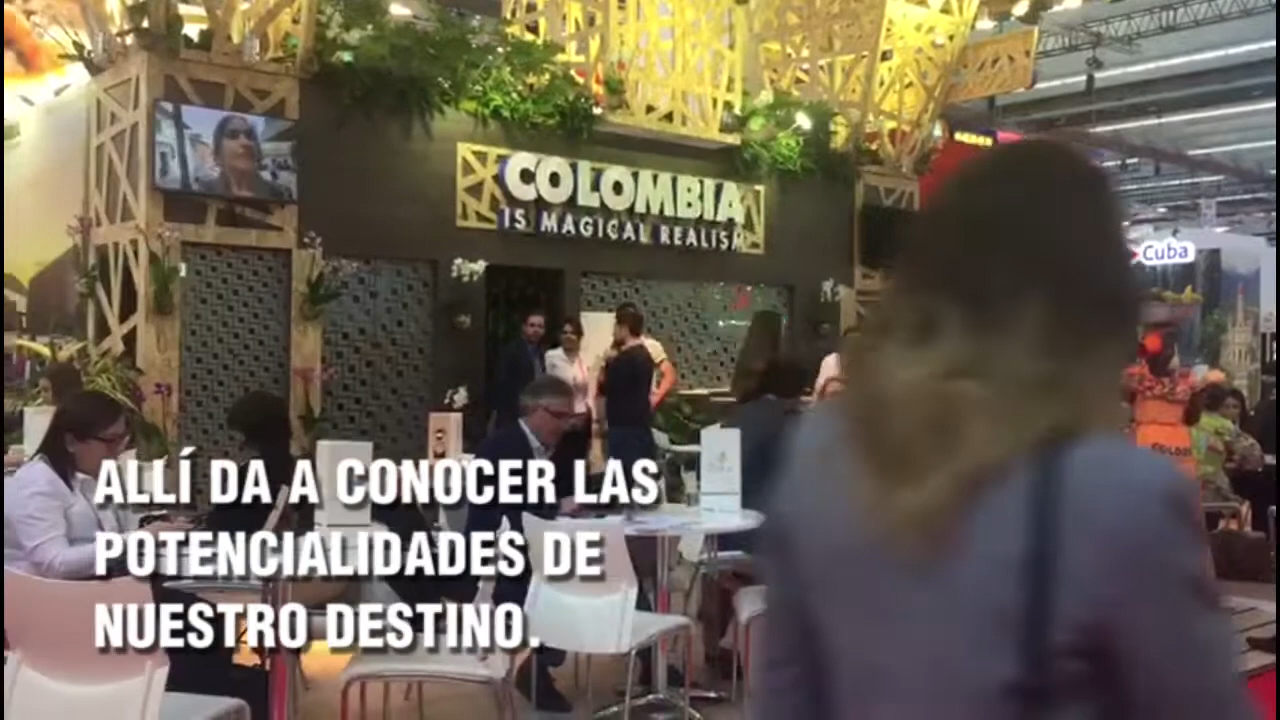 COLOMBIA
IS MAGICAL REALISM
Cuba
ALLÍ DA A CONOCER LAS
POTENCIALIDADES DE
NUESTRO DESTINO.